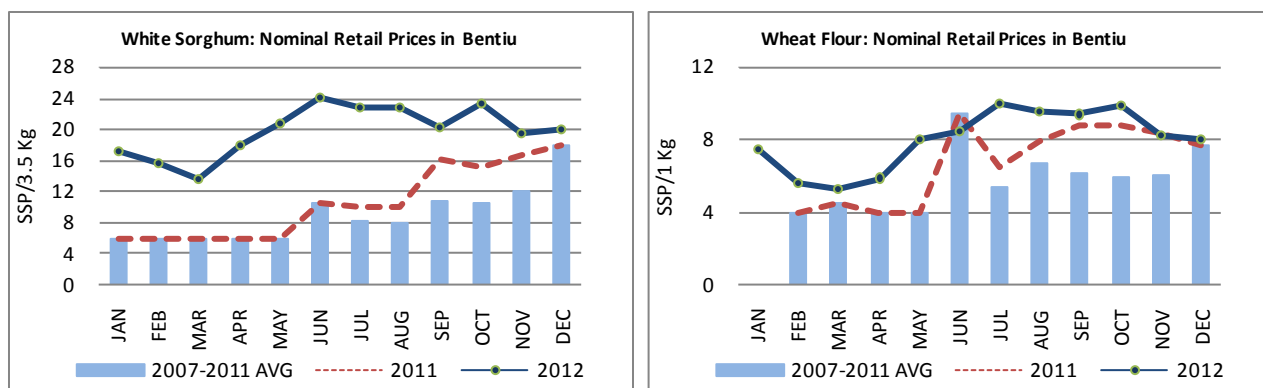 White Sorghum: Nominal Retail Prices in Bentiu
28
24
20
16
12
8
4
0
SSP/3.5 Kg
JAN FEB MAR APR MAY JUN JUL AUG SEP OCT NOV DEC
2007-2011 AVG 2011 2012
Wheat Flour: Nominal Retail Prices in Bentiu
12
8
4
0
SSP/1 Kg
JAN FEB MAR APR MAY JUN JUL AUG SEP OCT NOV DEC
2007-2011 AVG 2011 2012